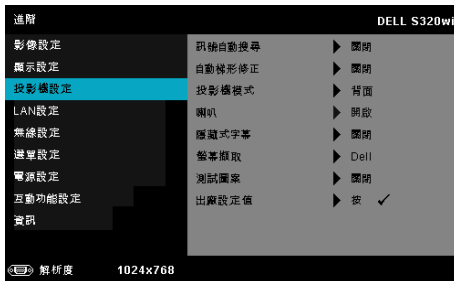 進階 DELL S320wi
影像設定
顯示設定
投影機設定
LAN設定
無線設定
選單設定
電源設定
互動功能設定
資訊
訊號自動搜尋 關閉
自動梯形修正 關閉
投影機模式 背面
喇叭 開啟
隱藏式字幕 關閉
螢幕擷取 Dell
測試圖案 關閉
出廠設定值 按 ✓
解析度 1024x768